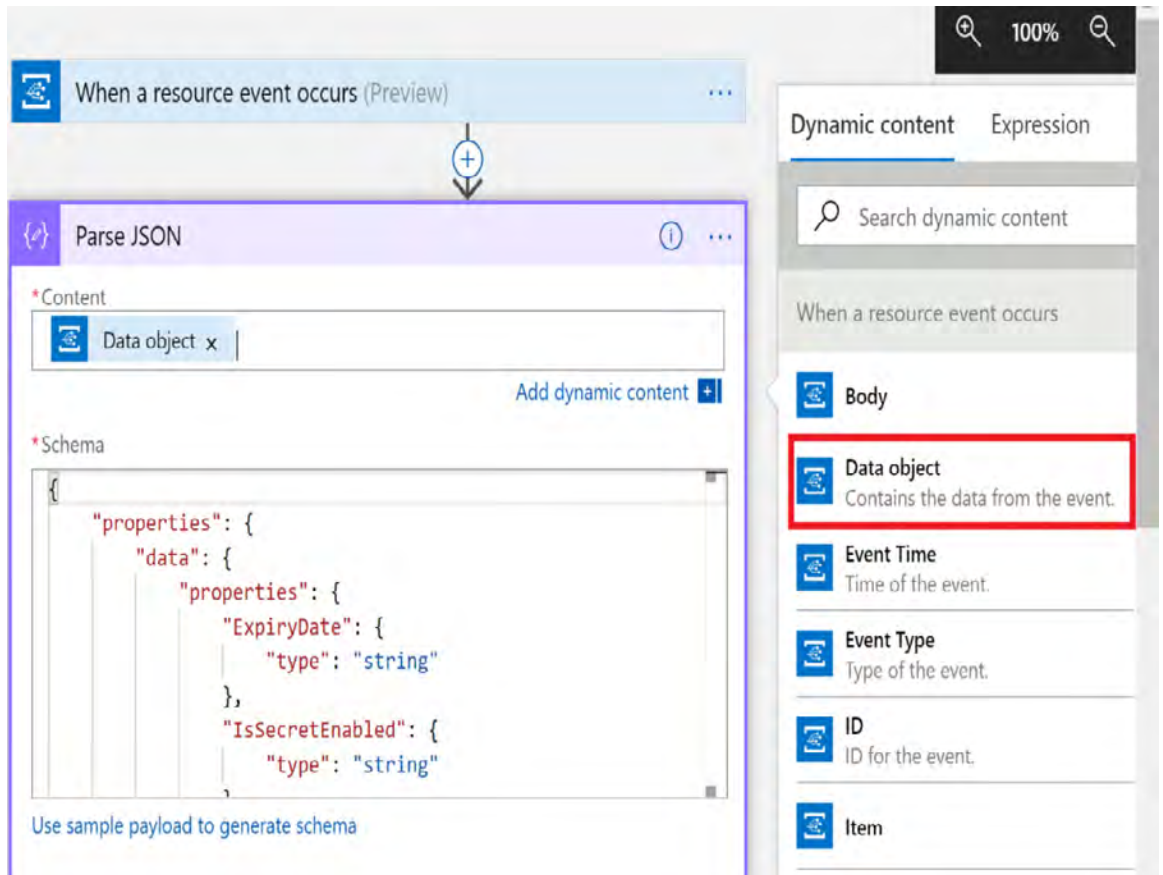 100%
When a resource event occurs (Preview)
Parse JSON
*Content
Data object x
Add dynamic content
*Schema
{
"properties": {
"data": {
"properties": {
"ExpiryDate": {
"type": "string"
},
"IsSecretEnabled": {
"type": "string"
}
Use sample payload to generate schema
Dynamic content Expression
Search dynamic content
When a resource event occurs
Body
Data object
Contains the data from the event.
Event Time
Time of the event.
Event Type
Type of the event.
ID
ID for the event.
Item